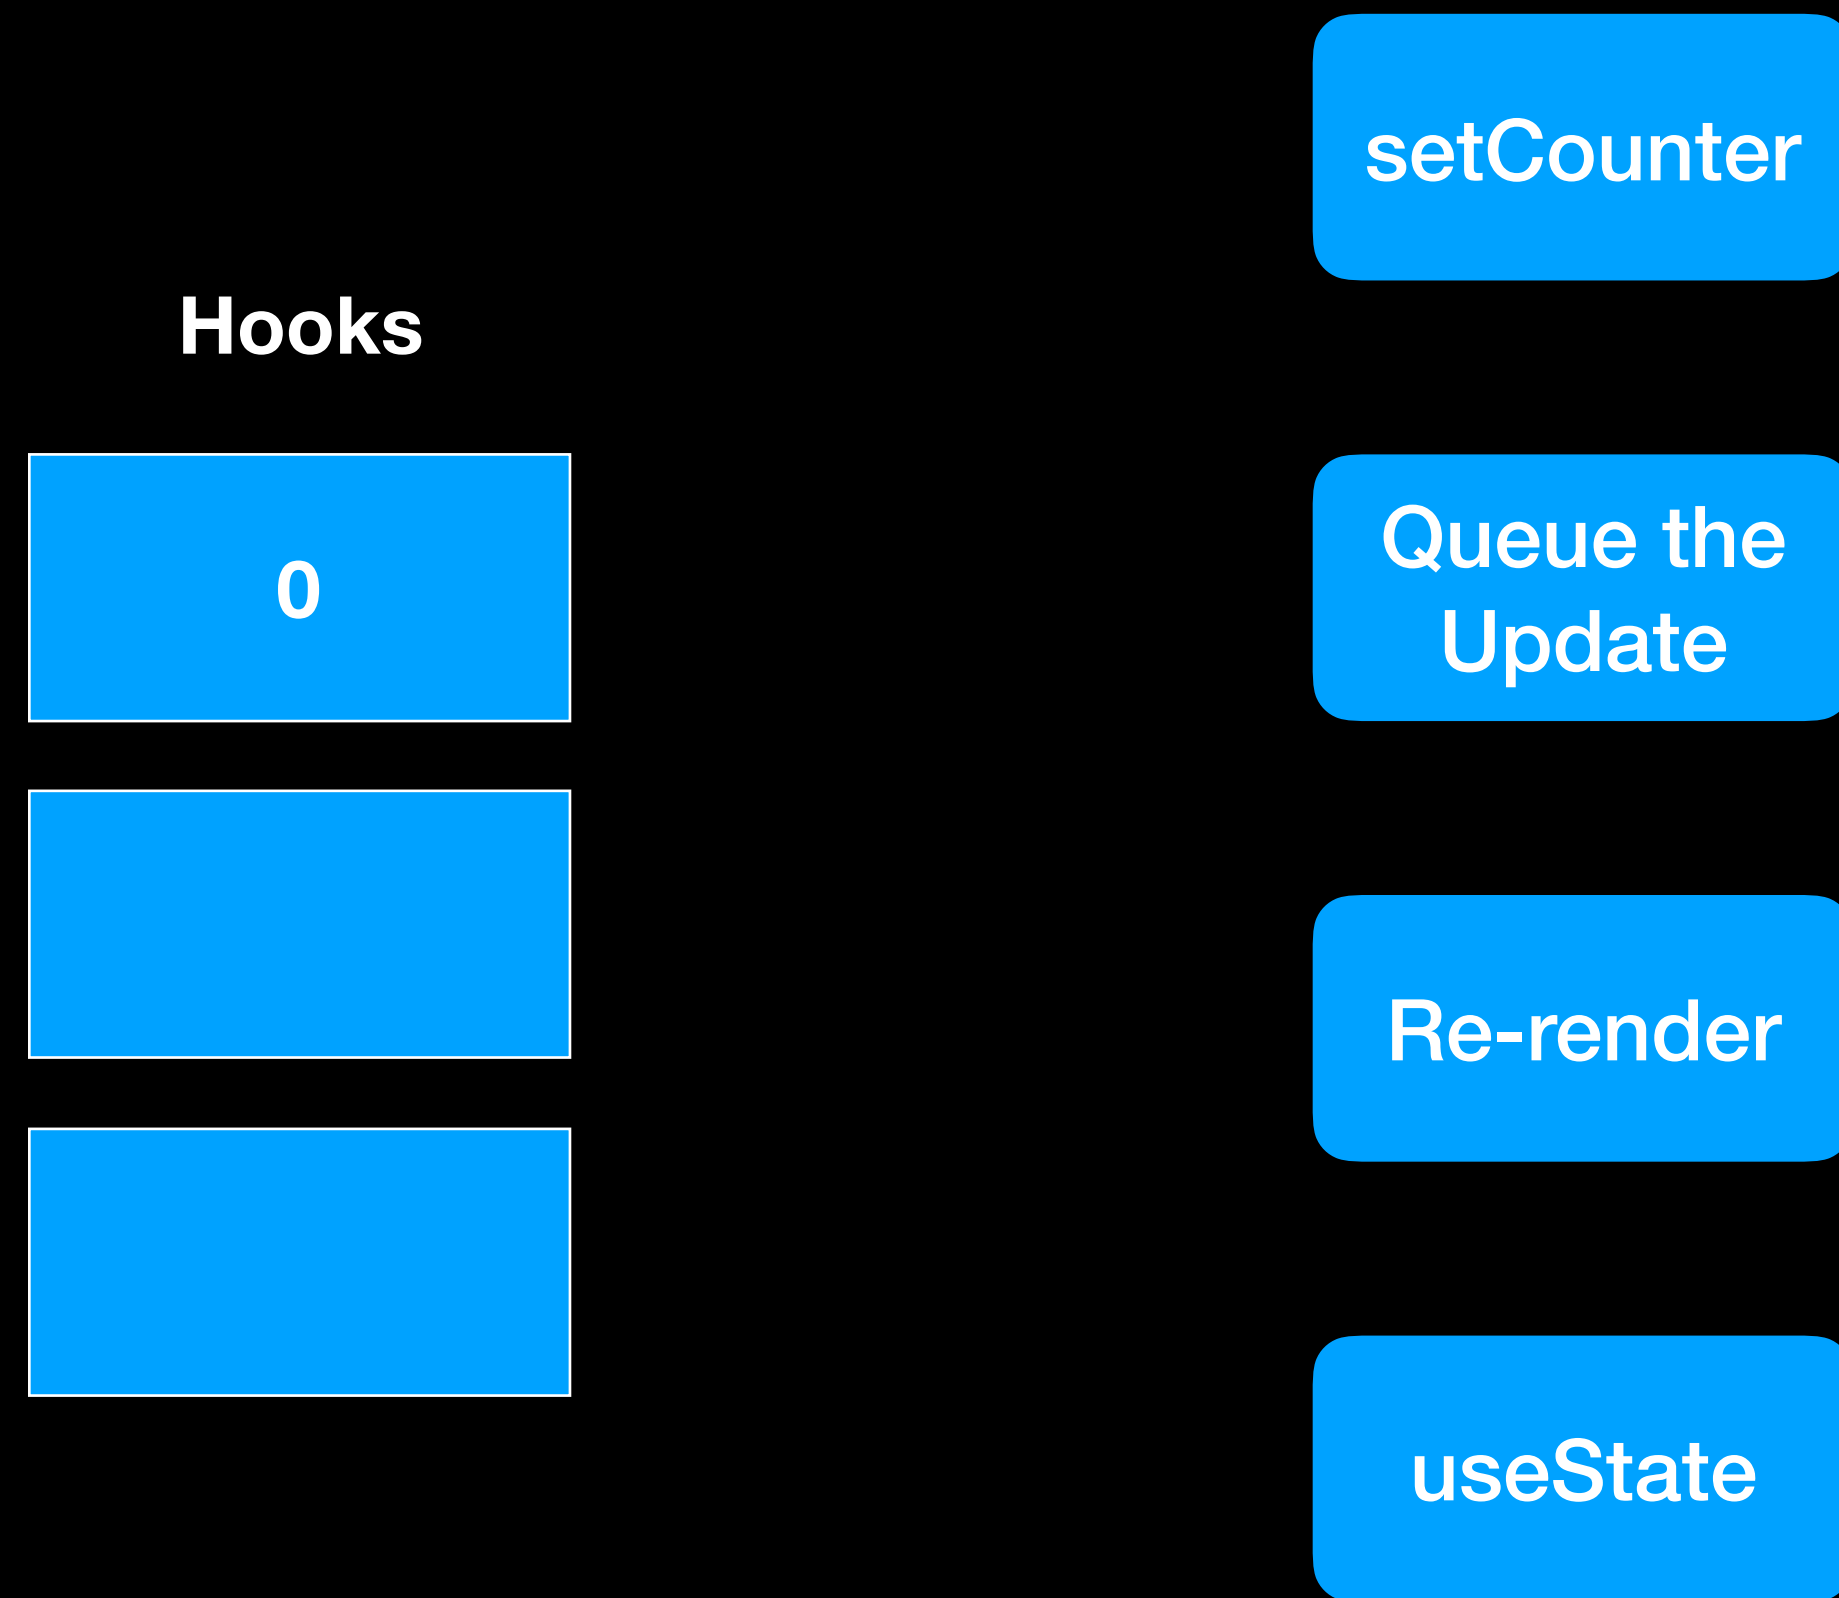 Hooks
0
setCounter
Queue the
Update
Re-render
useState